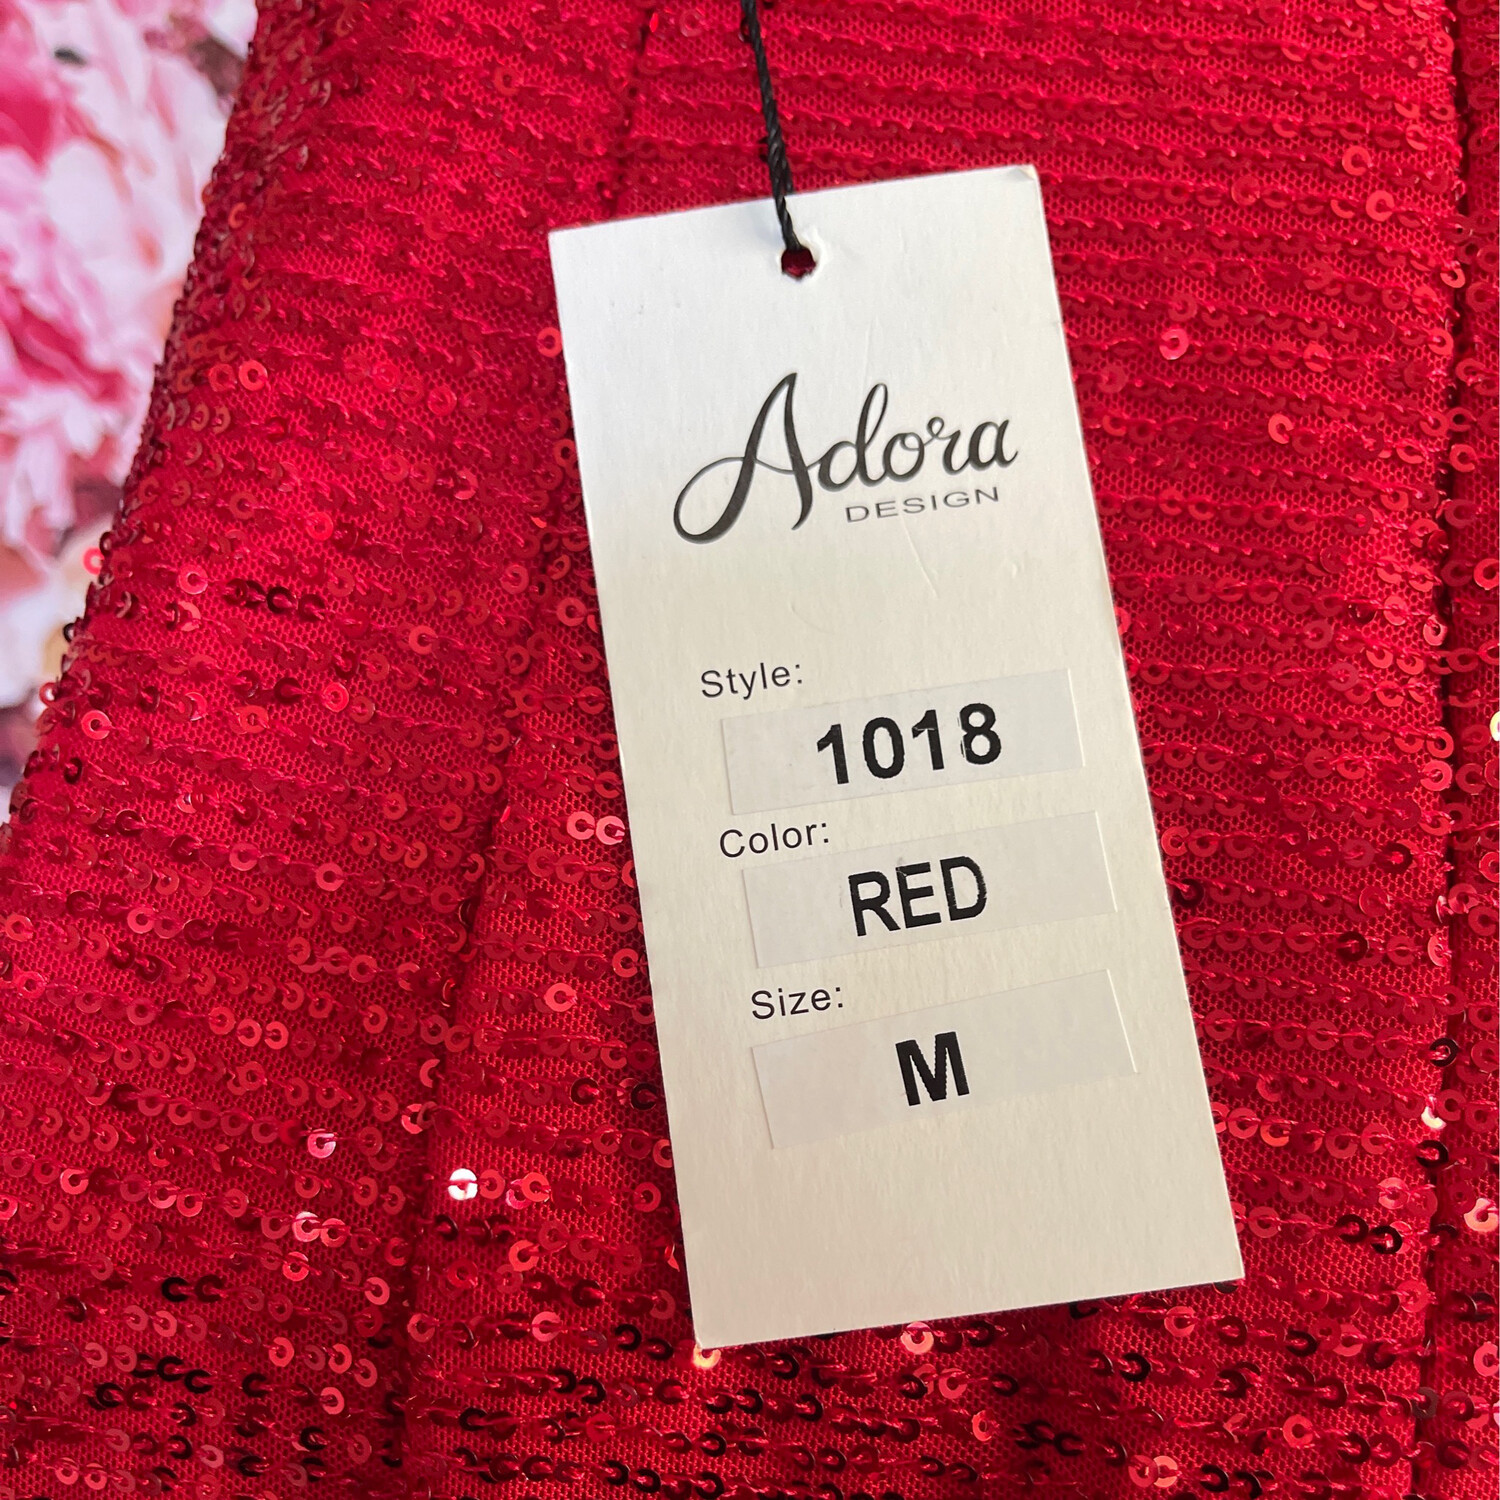 Adora
DESIGN
Style:
1018
Color:
RED
Size:
M